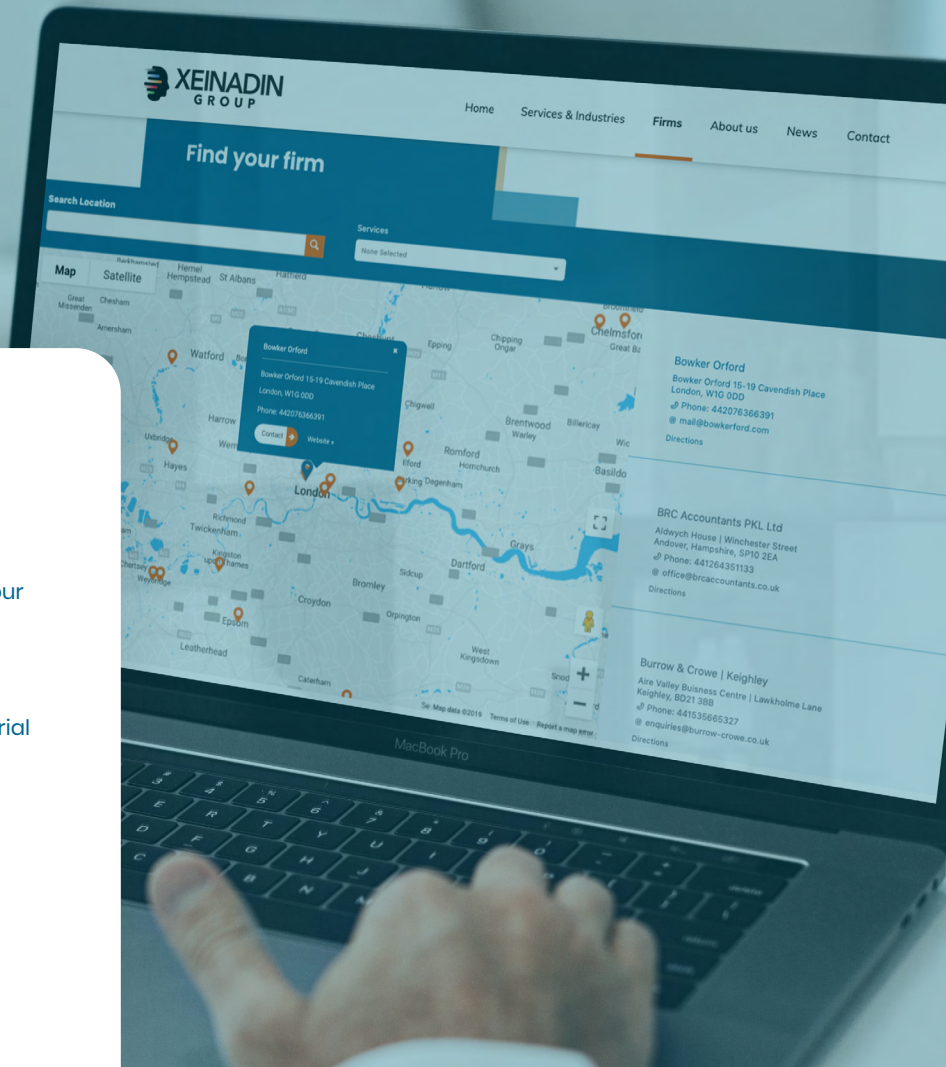 XEINADIN
GROUP
Home
Services & Industries
Firms
About us
News
Contact
Find your firm
Search Location
Services
None Selected
Map
Satellite
Hemel
Hempstead
St Albans
Hatfield
Great
Missenden
Chesham
Amersham
Watford
Epping
Chipping
Ongar
Chelmsford
Chigwell
Brentwood
Warley
Billericay
Harrow
Uxbridge
Hayes
Romford
Hornchurch
Ilford
Dagenham
London
Richmond
Twickenham
Kingston
upon Thames
Grays
Dartford
Sidcup
Bromley
Croydon
Orpington
Epsom
Leatherhead
West
Kingsdown
Caterham
Chertsey
Weybridge
Map data ©2019
Terms of Use
Report a map error
Bowker Orford
x
Bowker Orford 15-19 Cavendish Place
London, W1G 0DD
Phone: 442076366391
Contact
Website
Bowker Orford
Bowker Orford 15-19 Cavendish Place
London, W1G 0DD
Phone: 442076366391
@ mail@bowkerford.com
Directions
BRC Accountants PKL Ltd
Aldwych House | Winchester Street
Andover, Hampshire, SP10 2EA
Phone: 441264351133
@ office@brcaccountants.co.uk
Directions
Burrow & Crowe | Keighley
Aire Valley Buisness Centre | Lawkholme Lane
Keighley, BD21 3BB
Phone: 441535665327
@ enquiries@burrow-crowe.co.uk
Directions
our
rial
MacBook Pro